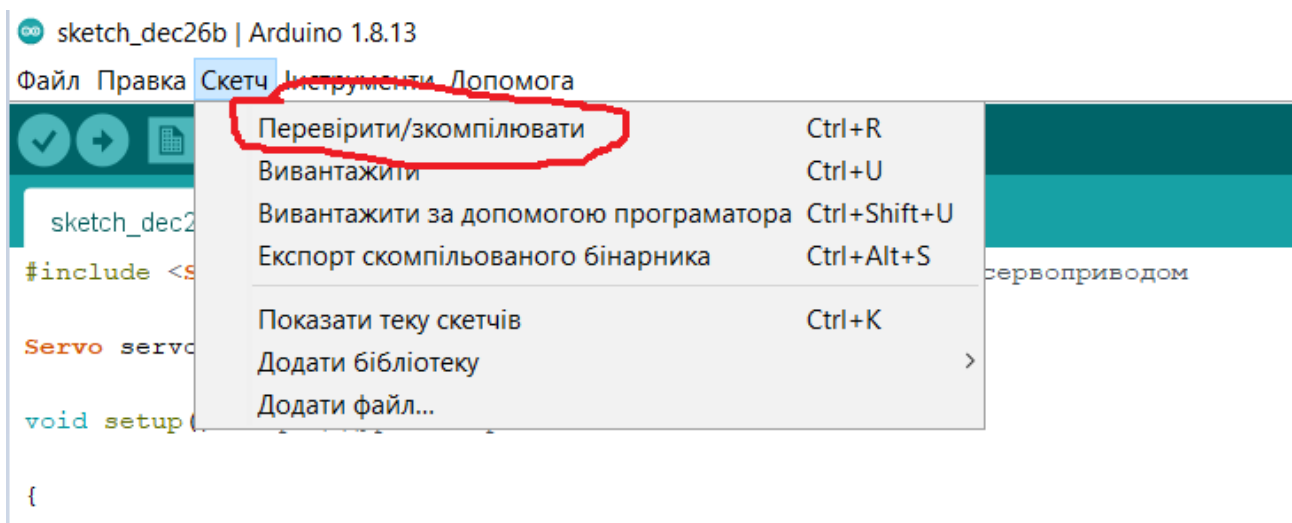 sketch_dec26b | Arduino 1.8.13
Файл Правка Скетч Інструменти Допомога
Перевірити/зкомпілювати Ctrl+R
Вивантажити Ctrl+U
sketch_dec2
Вивантажити за допомогою програматора Ctrl+Shift+U
#include <S
Експорт скомпільованого бінарника Ctrl+Alt+S
сервоприводом
Показати теку скетчів Ctrl+K
Servo servo
Додати бібліотеку >
Додати файл...
void setup(
{